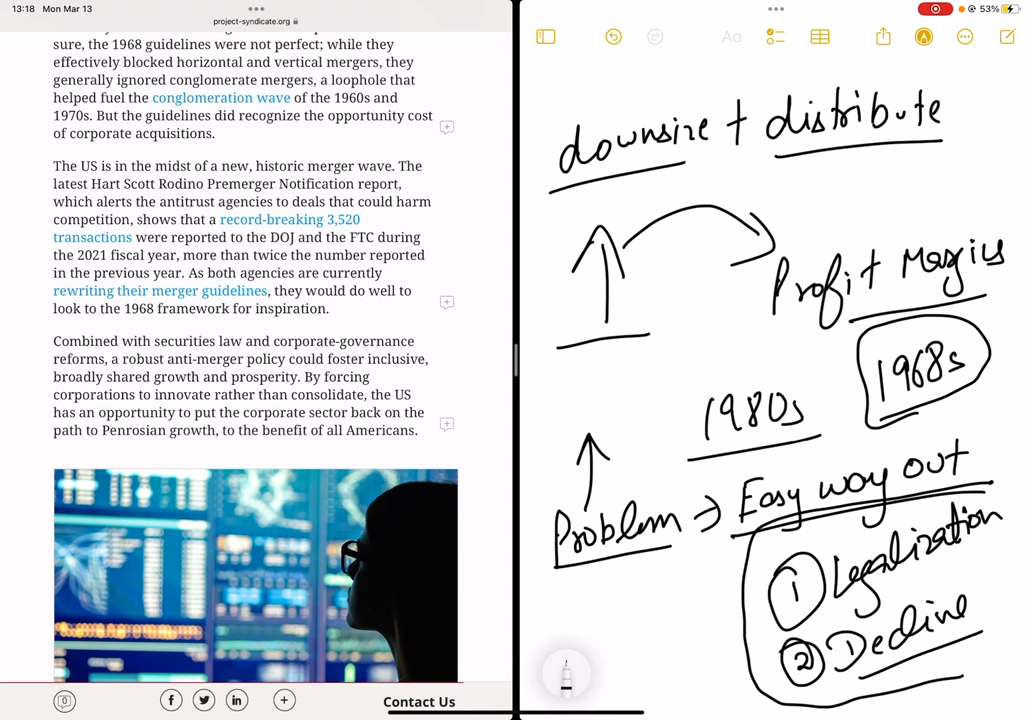 13:18 Mon Mar 13
project-syndicate.org
53%
sure, the 1968 guidelines were not perfect; while they
effectively blocked horizontal and vertical mergers, they
generally ignored conglomerate mergers, a loophole that
helped fuel the conglomeration wave of the 1960s and
1970s. But the guidelines did recognize the opportunity cost
of corporate acquisitions.
The US is in the midst of a new, historic merger wave. The
latest Hart Scott Rodino Premerger Notification report,
which alerts the antitrust agencies to deals that could harm
competition, shows that a record-breaking 3,520
transactions were reported to the DOJ and the FTC during
the 2021 fiscal year, more than twice the number reported
in the previous year. As both agencies are currently
rewriting their merger guidelines, they would do well to
look to the 1968 framework for inspiration.
Combined with securities law and corporate-governance
reforms, a robust anti-merger policy could foster inclusive,
broadly shared growth and prosperity. By forcing
corporations to innovate rather than consolidate, the US
has an opportunity to put the corporate sector back on the
path to Penrosian growth, to the benefit of all Americans.
0
Contact Us
Aa
downsize + distribute
Profit Margins
1968s
1980s
Problem → Easy way out
1 Legalization
2 Decline